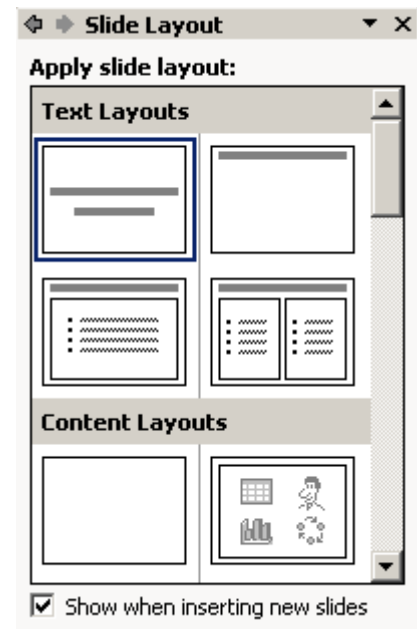 Slide Layout
Apply slide layout:
Text Layouts
Content Layouts
Show when inserting new slides